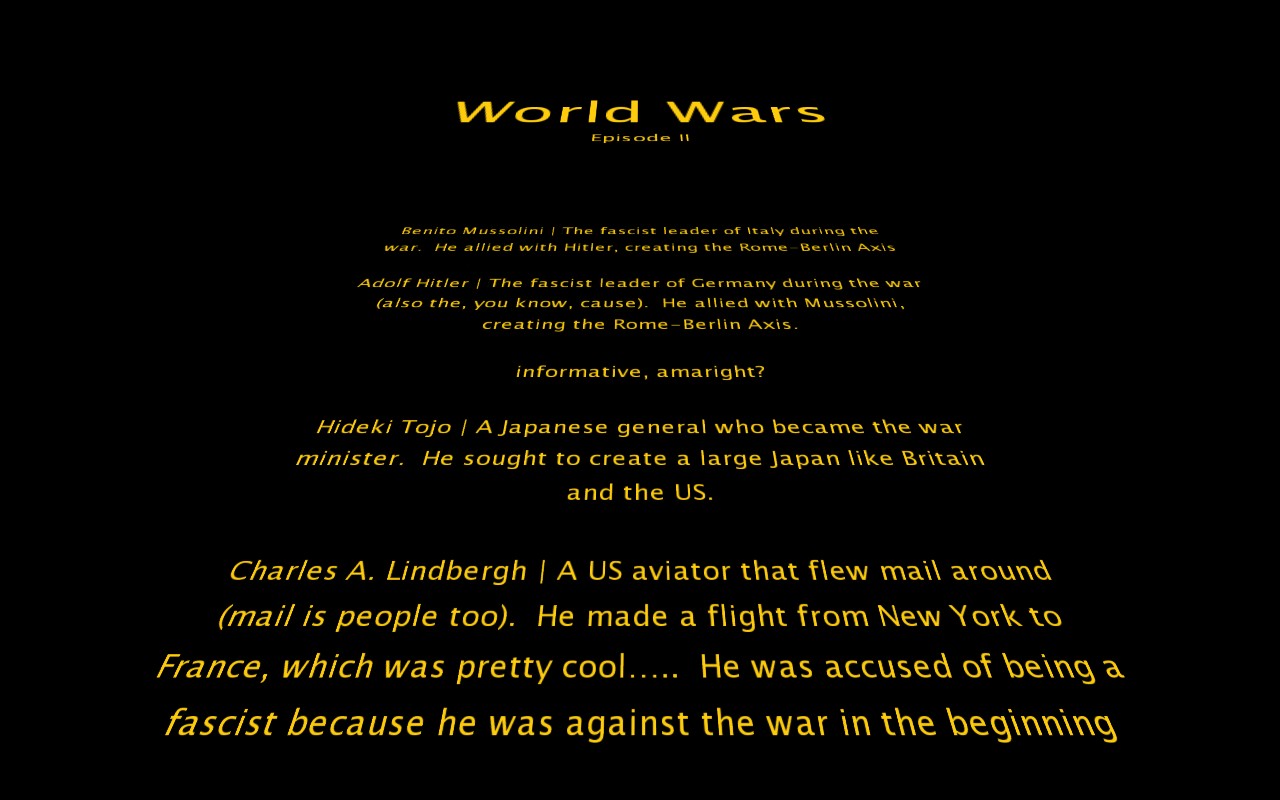 World Wars
Episode II
Benito Mussolini | The fascist leader of Italy during the
war.  He allied with Hitler, creating the Rome-Berlin Axis
Adolf Hitler | The fascist leader of Germany during the war
(also the, you know, cause).  He allied with Mussolini,
creating the Rome-Berlin Axis.
informative, amaright?
Hideki Tojo | A Japanese general who became the war
minister.  He sought to create a large Japan like Britain
and the US.
Charles A. Lindbergh | A US aviator that flew mail around
(mail is people too).  He made a flight from New York to
France, which was pretty cool.....  He was accused of being a
fascist because he was against the war in the beginning